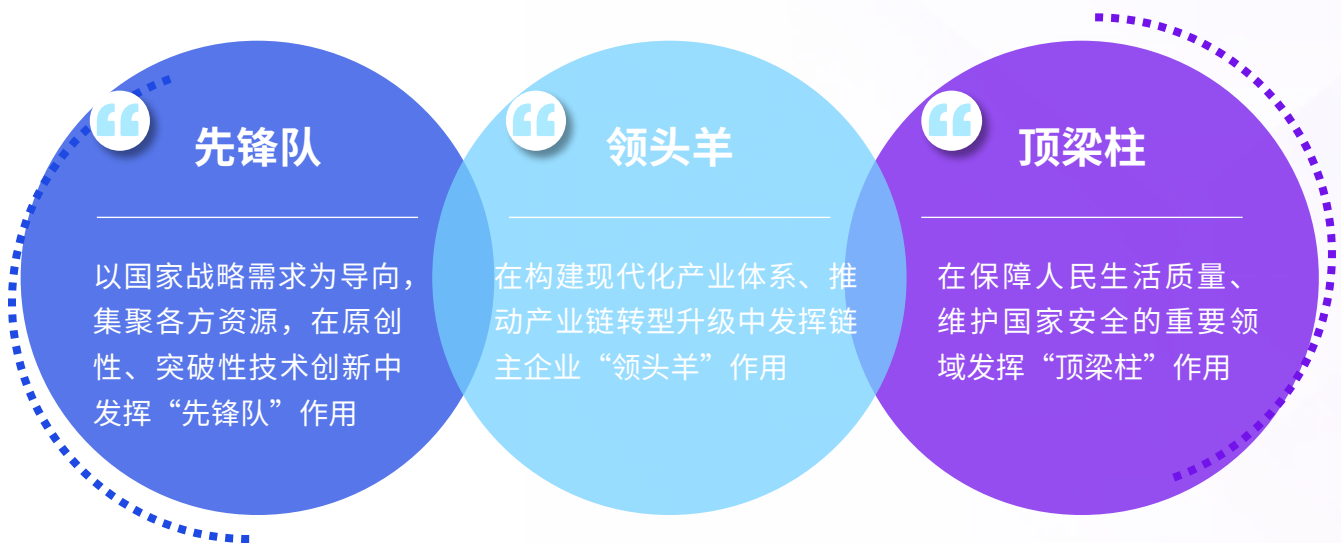 先锋队
以国家战略需求为导向，
集聚各方资源，在原创
性、突破性技术创新中
发挥“先锋队”作用
领头羊
在构建现代化产业体系、推
动产业链转型升级中发挥链
主企业“领头羊”作用
顶梁柱
在保障人民生活质量、
维护国家安全的重要领
域发挥“顶梁柱”作用